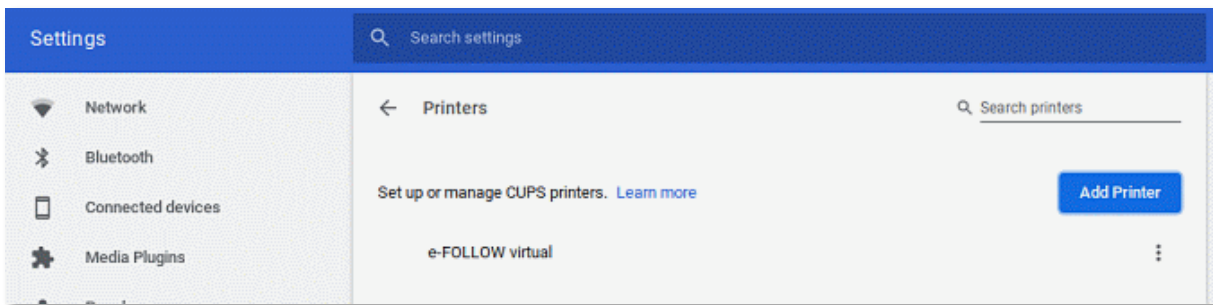 Settings
Search settings
Network
Bluetooth
Connected devices
Media Plugins
Printers
Search printers
Set up or manage CUPS printers. Learn more
Add Printer
e-FOLLOW virtual